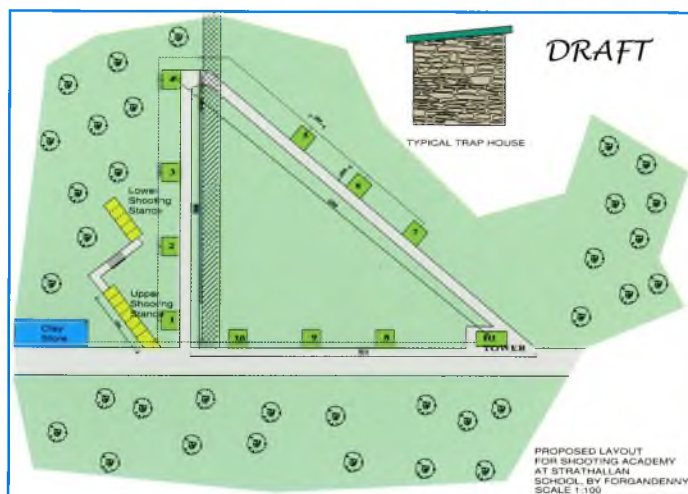 DRAFT
TYPICAL TRAP HOUSE
4
5
3
6
Lower
Shooting
Stance
7
2
Upper
Shooting
Stance
1
Clay
Store
10
9
8
TOWER
PROPOSED LAYOUT
FOR SHOOTING ACADEMY
AT STRATHALLAN
SCHOOL, BY FORGANDENNY
SCALE 1:100